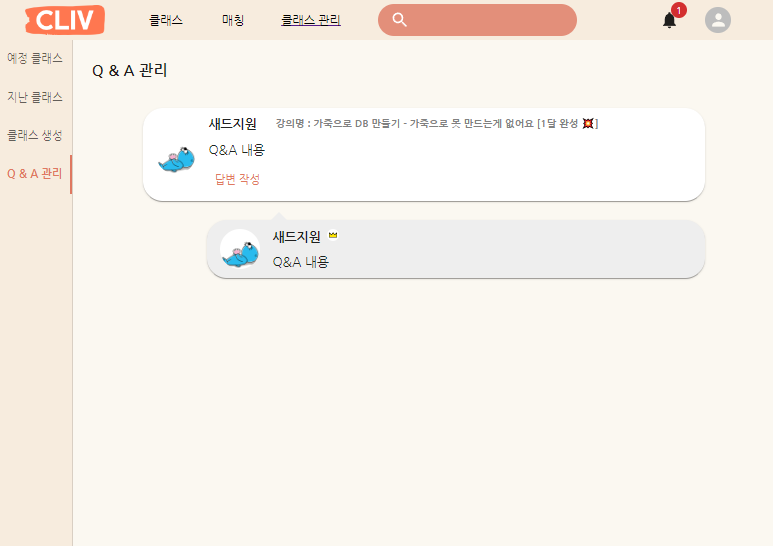 CLIV
클래스 매칭 클래스 관리
1
예정 클래스
지난 클래스
클래스 생성
Q & A 관리
Q & A 관리
새드지원 강의명 : 가죽으로 DB 만들기 - 가죽으로 못 만드는게 없어요 [1달 완성 💥]
Q&A 내용
답변 작성
새드지원
Q&A 내용